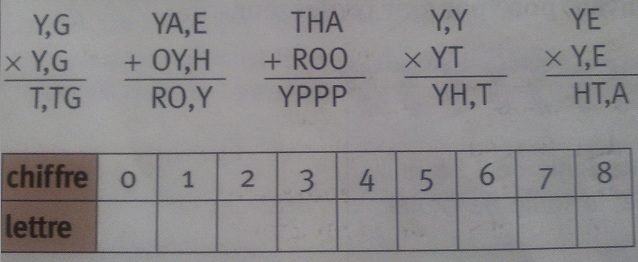 Y,G YA,E THA Y,Y YE
× Y,G + OY,H + ROO × YT × Y,E
T,TG RO,Y YPPP YH,T HT,A
chiffre 0 1 2 3 4 5 6 7 8
lettre